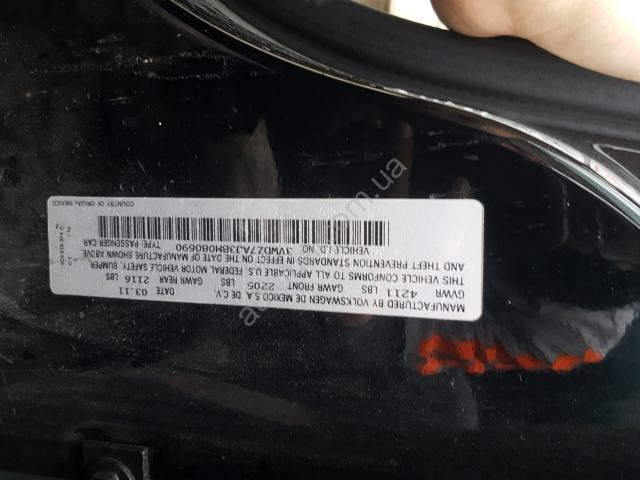 MANUFACTURED BY VOLKSWAGEN DE MEXICO S.A. DE C.V. DATE 03.11
GVWR 4211 LBS GAWR FRONT 2205 LBS GAWR REAR 2116 LBS
THIS VEHICLE CONFORMS TO ALL APPLICABLE U.S. FEDERAL MOTOR VEHICLE SAFETY, BUMPER,
AND THEFT PREVENTION STANDARDS IN EFFECT ON THE DATE OF MANUFACTURE SHOWN ABOVE.
VEHICLE I.D. NO.: 3VWDZ7AJ3BM080690 TYPE: PASSENGER CAR
COUNTRY OF ORIGIN, MEXICO
.com.ua